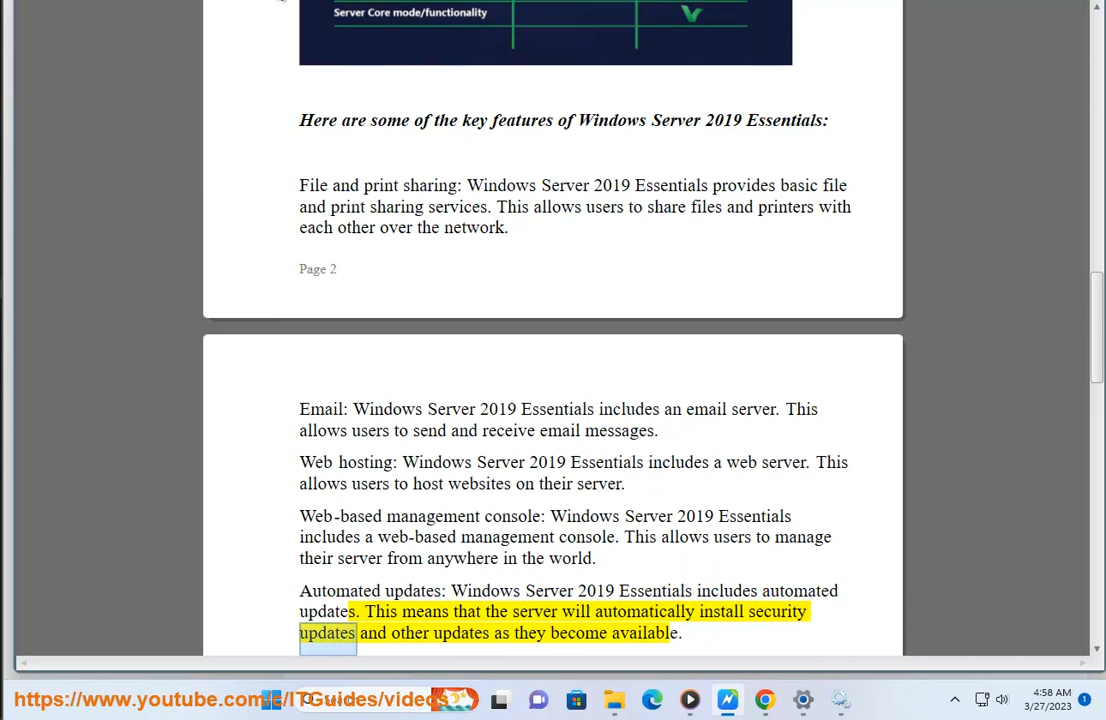 Server Core mode/functionality
Here are some of the key features of Windows Server 2019 Essentials:
File and print sharing: Windows Server 2019 Essentials provides basic file
and print sharing services. This allows users to share files and printers with
each other over the network.
Page 2
Email: Windows Server 2019 Essentials includes an email server. This
allows users to send and receive email messages.
Web hosting: Windows Server 2019 Essentials includes a web server. This
allows users to host websites on their server.
Web-based management console: Windows Server 2019 Essentials
includes a web-based management console. This allows users to manage
their server from anywhere in the world.
Automated updates: Windows Server 2019 Essentials includes automated
updates. This means that the server will automatically install security
updates and other updates as they become available.
https://www.youtube.com/c/ITGuides/videos
4:58 AM
3/27/2023
1